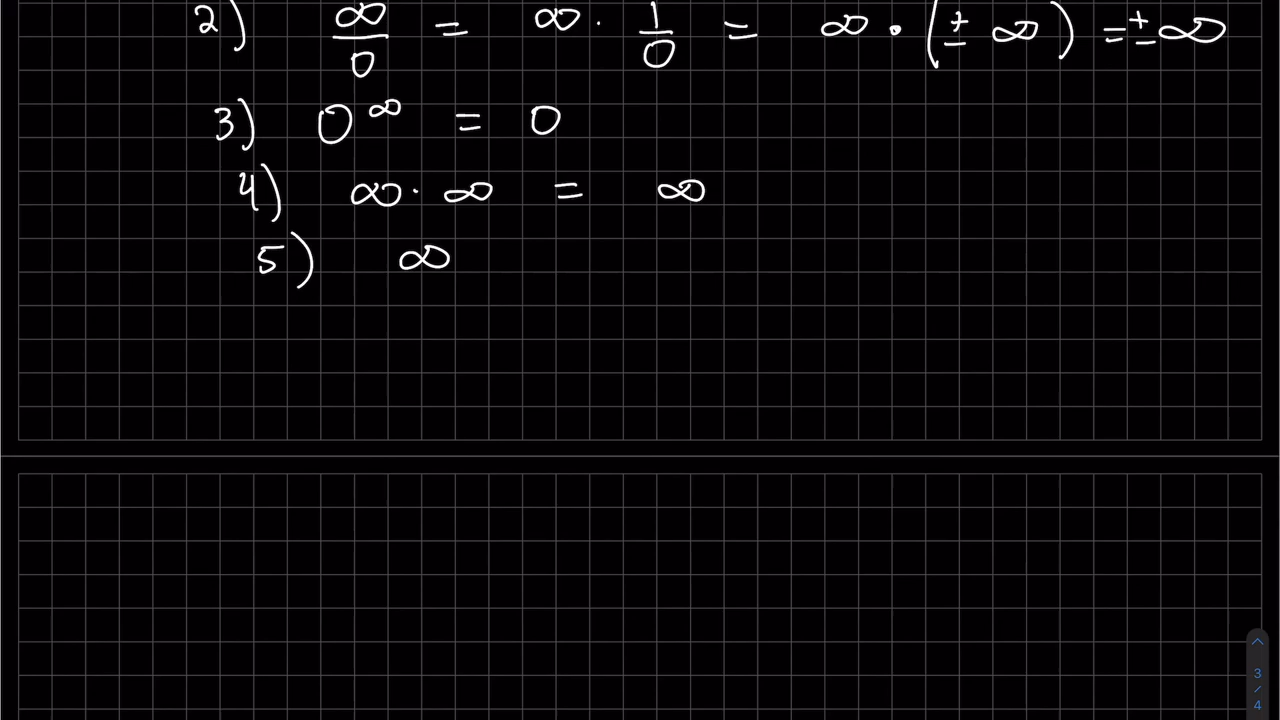 2) ∞/0 = ∞ · 1/0 = ∞ · (± ∞) = ±∞
3) 0^∞ = 0
4) ∞ · ∞ = ∞
5) ∞
3 / 4